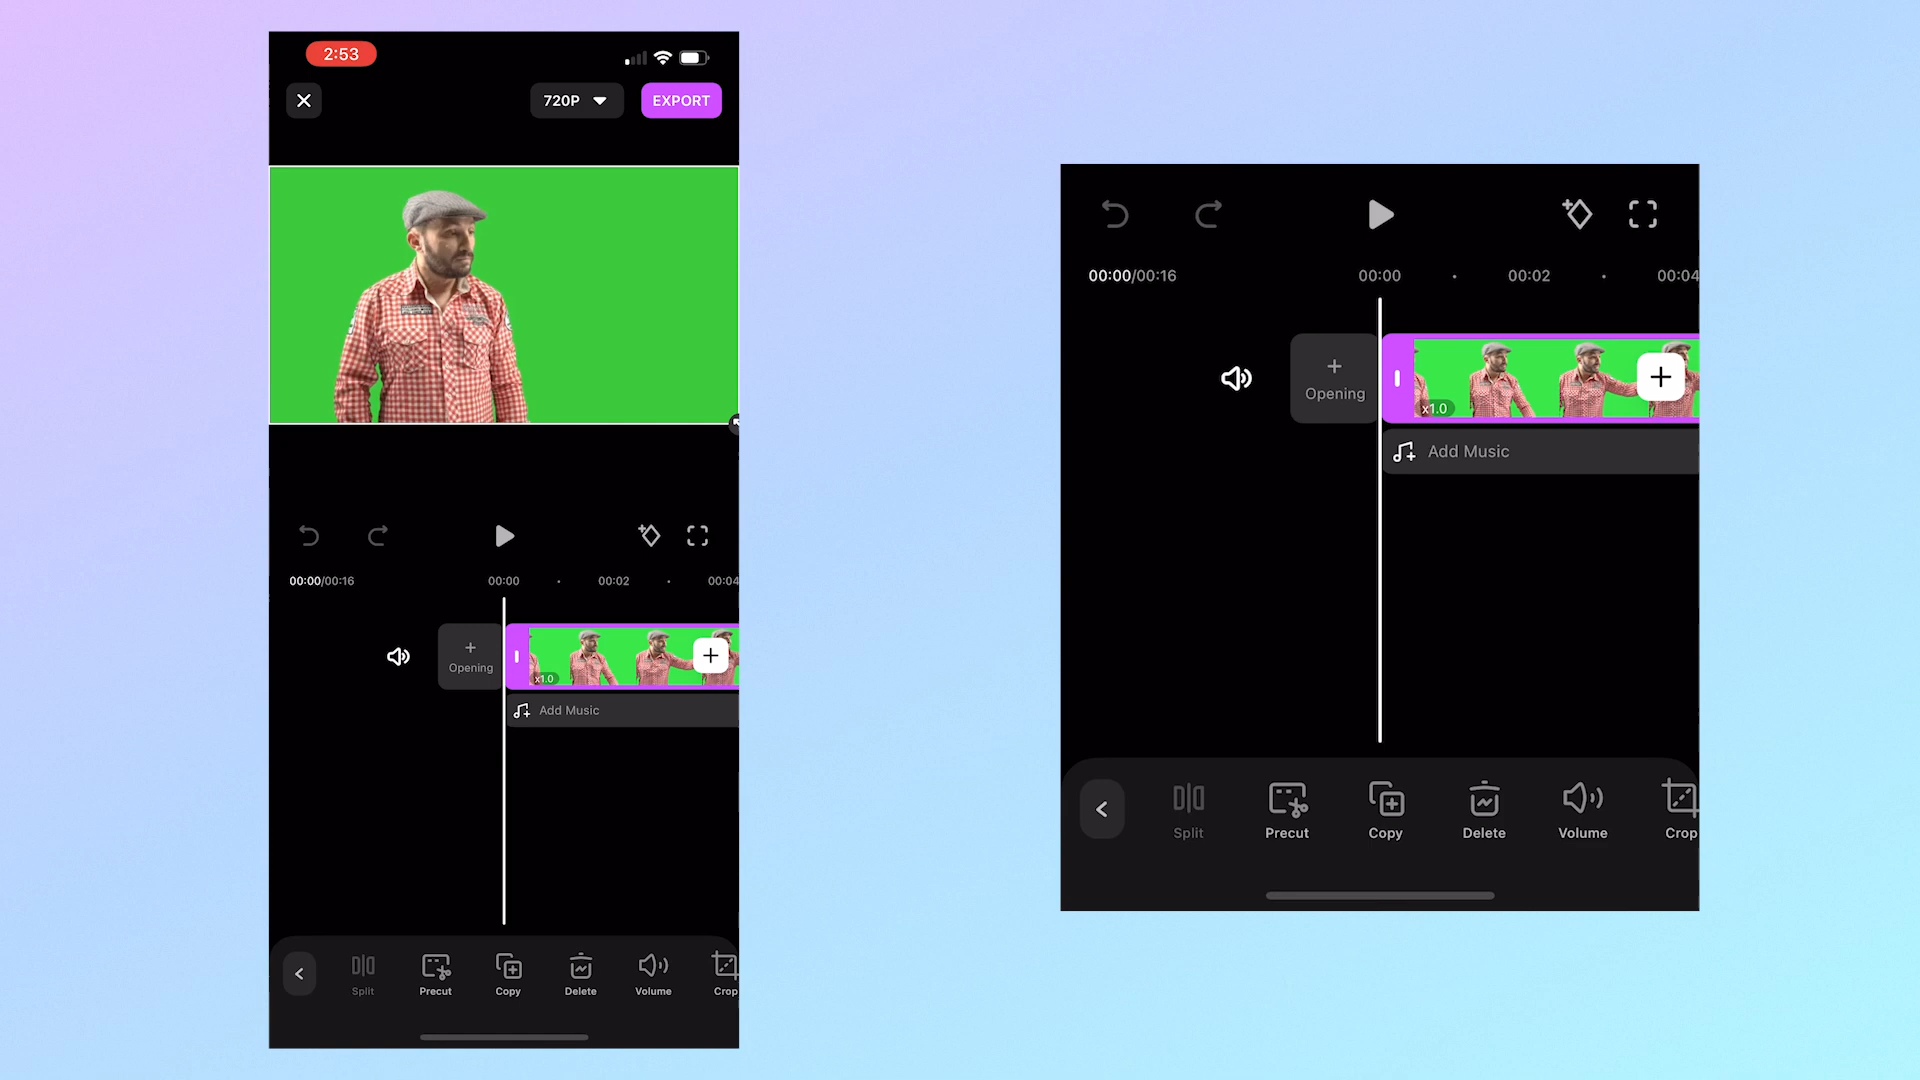 2:53
720P
EXPORT
00:00/00:16
00:00
00:02
00:04
+
Opening
x1.0
+
Add Music
Split
Precut
Copy
Delete
Volume
Crop
00:00/00:16
00:00
00:02
00:04
+
Opening
x1.0
+
Add Music
Split
Precut
Copy
Delete
Volume
Crop